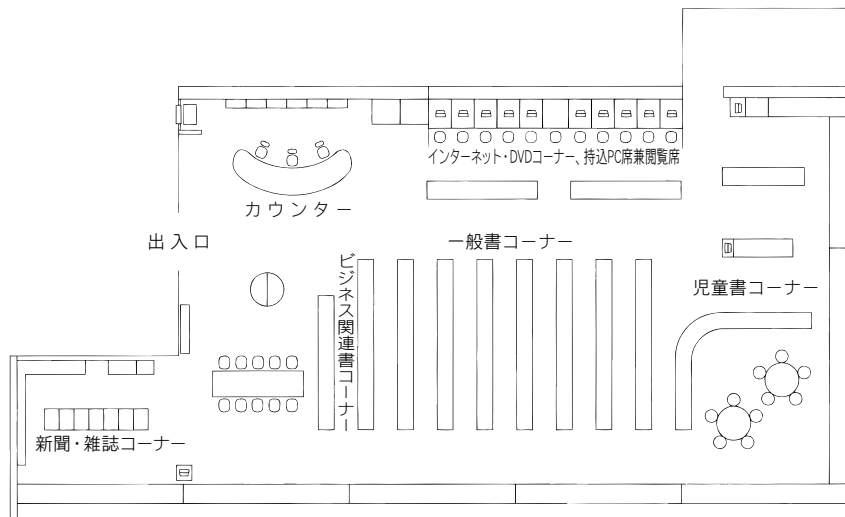 インターネット・DVDコーナー、持込PC席兼閲覧席
カウンター
出入口
一般書コーナー
ビジネス関連書コーナー
児童書コーナー
新聞・雑誌コーナー